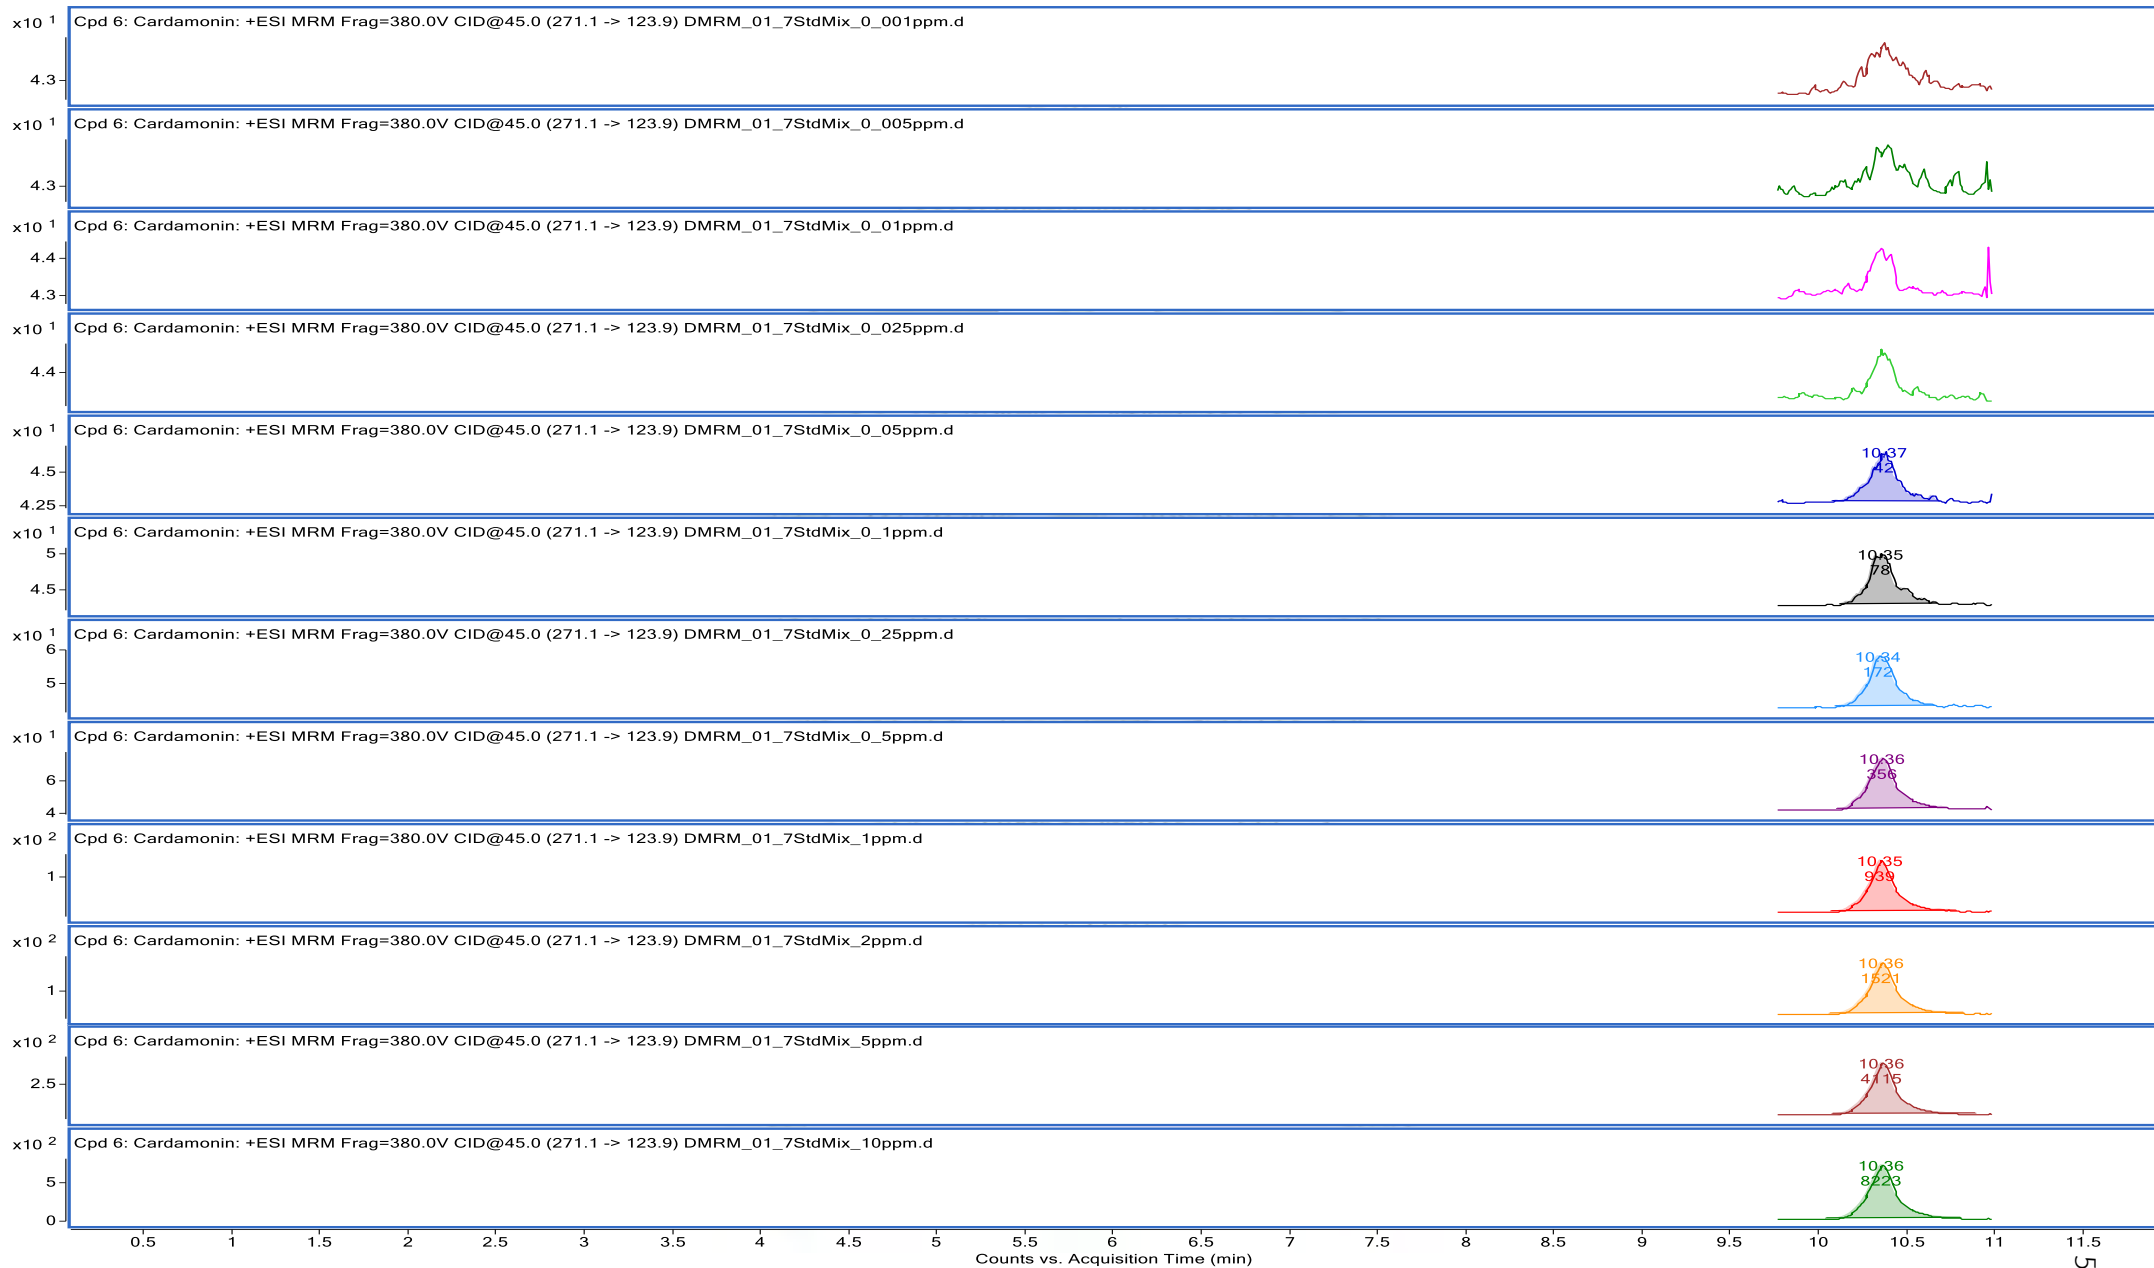 x10 1 Cpd 6: Cardamonin: +ESI MRM Frag=380.0V CID@45.0 (271.1 -> 123.9) DMRM_01_7StdMix_0_001ppm.d
4.3
x10 1 Cpd 6: Cardamonin: +ESI MRM Frag=380.0V CID@45.0 (271.1 -> 123.9) DMRM_01_7StdMix_0_005ppm.d
4.3
x10 1 Cpd 6: Cardamonin: +ESI MRM Frag=380.0V CID@45.0 (271.1 -> 123.9) DMRM_01_7StdMix_0_01ppm.d
4.4
4.3
x10 1 Cpd 6: Cardamonin: +ESI MRM Frag=380.0V CID@45.0 (271.1 -> 123.9) DMRM_01_7StdMix_0_025ppm.d
4.4
x10 1 Cpd 6: Cardamonin: +ESI MRM Frag=380.0V CID@45.0 (271.1 -> 123.9) DMRM_01_7StdMix_0_05ppm.d
10.37
4.5 42
4.25
x10 1 Cpd 6: Cardamonin: +ESI MRM Frag=380.0V CID@45.0 (271.1 -> 123.9) DMRM_01_7StdMix_0_1ppm.d
5 10.35
78
4.5
x10 1 Cpd 6: Cardamonin: +ESI MRM Frag=380.0V CID@45.0 (271.1 -> 123.9) DMRM_01_7StdMix_0_25ppm.d
6 10.34
172
5
x10 1 Cpd 6: Cardamonin: +ESI MRM Frag=380.0V CID@45.0 (271.1 -> 123.9) DMRM_01_7StdMix_0_5ppm.d
10.36
6 356
4
x10 2 Cpd 6: Cardamonin: +ESI MRM Frag=380.0V CID@45.0 (271.1 -> 123.9) DMRM_01_7StdMix_1ppm.d
10.35
1 939
x10 2 Cpd 6: Cardamonin: +ESI MRM Frag=380.0V CID@45.0 (271.1 -> 123.9) DMRM_01_7StdMix_2ppm.d
10.36
1521
1
x10 2 Cpd 6: Cardamonin: +ESI MRM Frag=380.0V CID@45.0 (271.1 -> 123.9) DMRM_01_7StdMix_5ppm.d
10.36
2.5 4115
x10 2 Cpd 6: Cardamonin: +ESI MRM Frag=380.0V CID@45.0 (271.1 -> 123.9) DMRM_01_7StdMix_10ppm.d
10.36
5 8223
0
0.5 1 1.5 2 2.5 3 3.5 4 4.5 5 5.5 6 6.5 7 7.5 8 8.5 9 9.5 10 10.5 11 11.5
Counts vs. Acquisition Time (min)
5